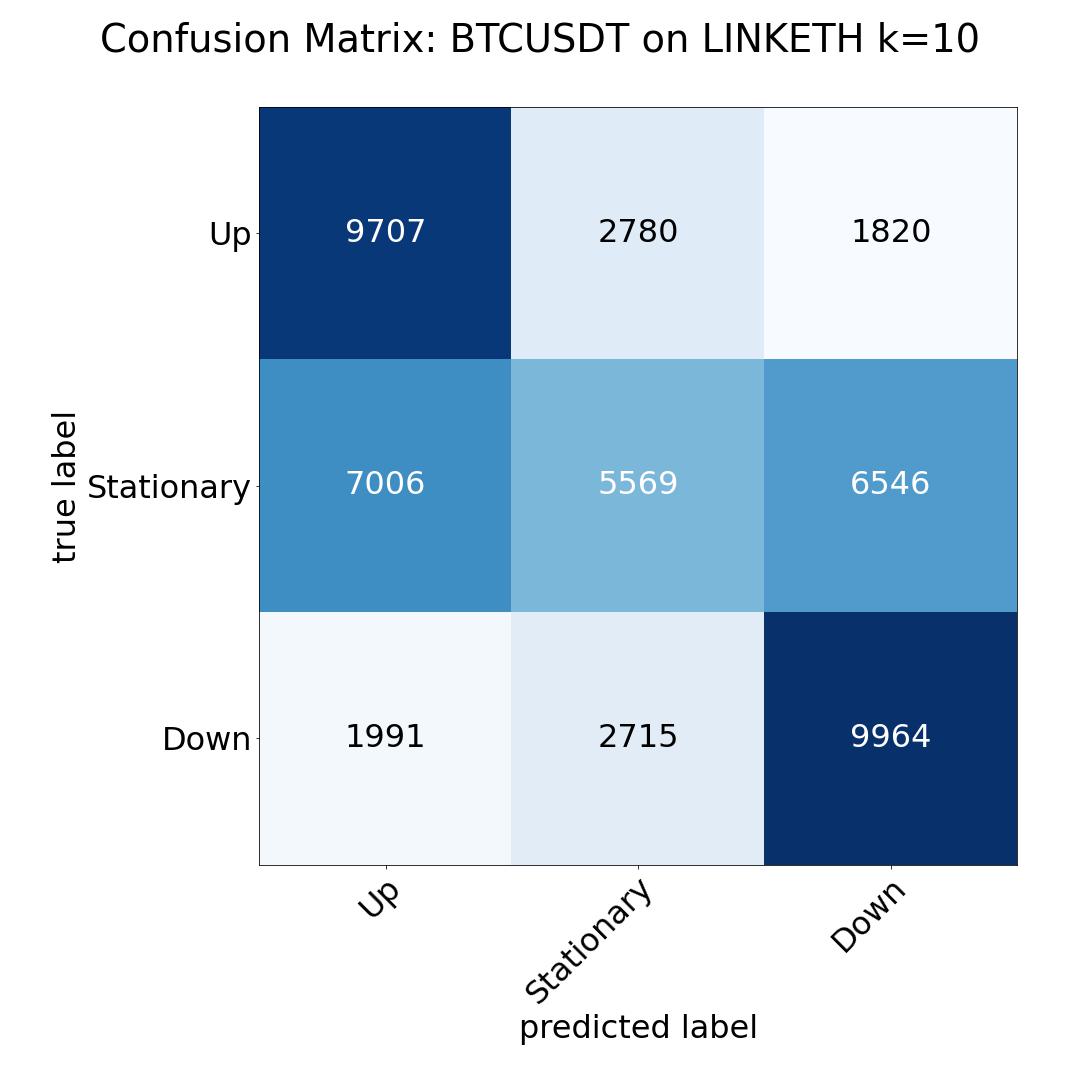 Confusion Matrix: BTCUSDT on LINKETH k=10
Up
9707
2780
1820
true label
Stationary
7006
5569
6546
Down
1991
2715
9964
Up
Stationary
Down
predicted label